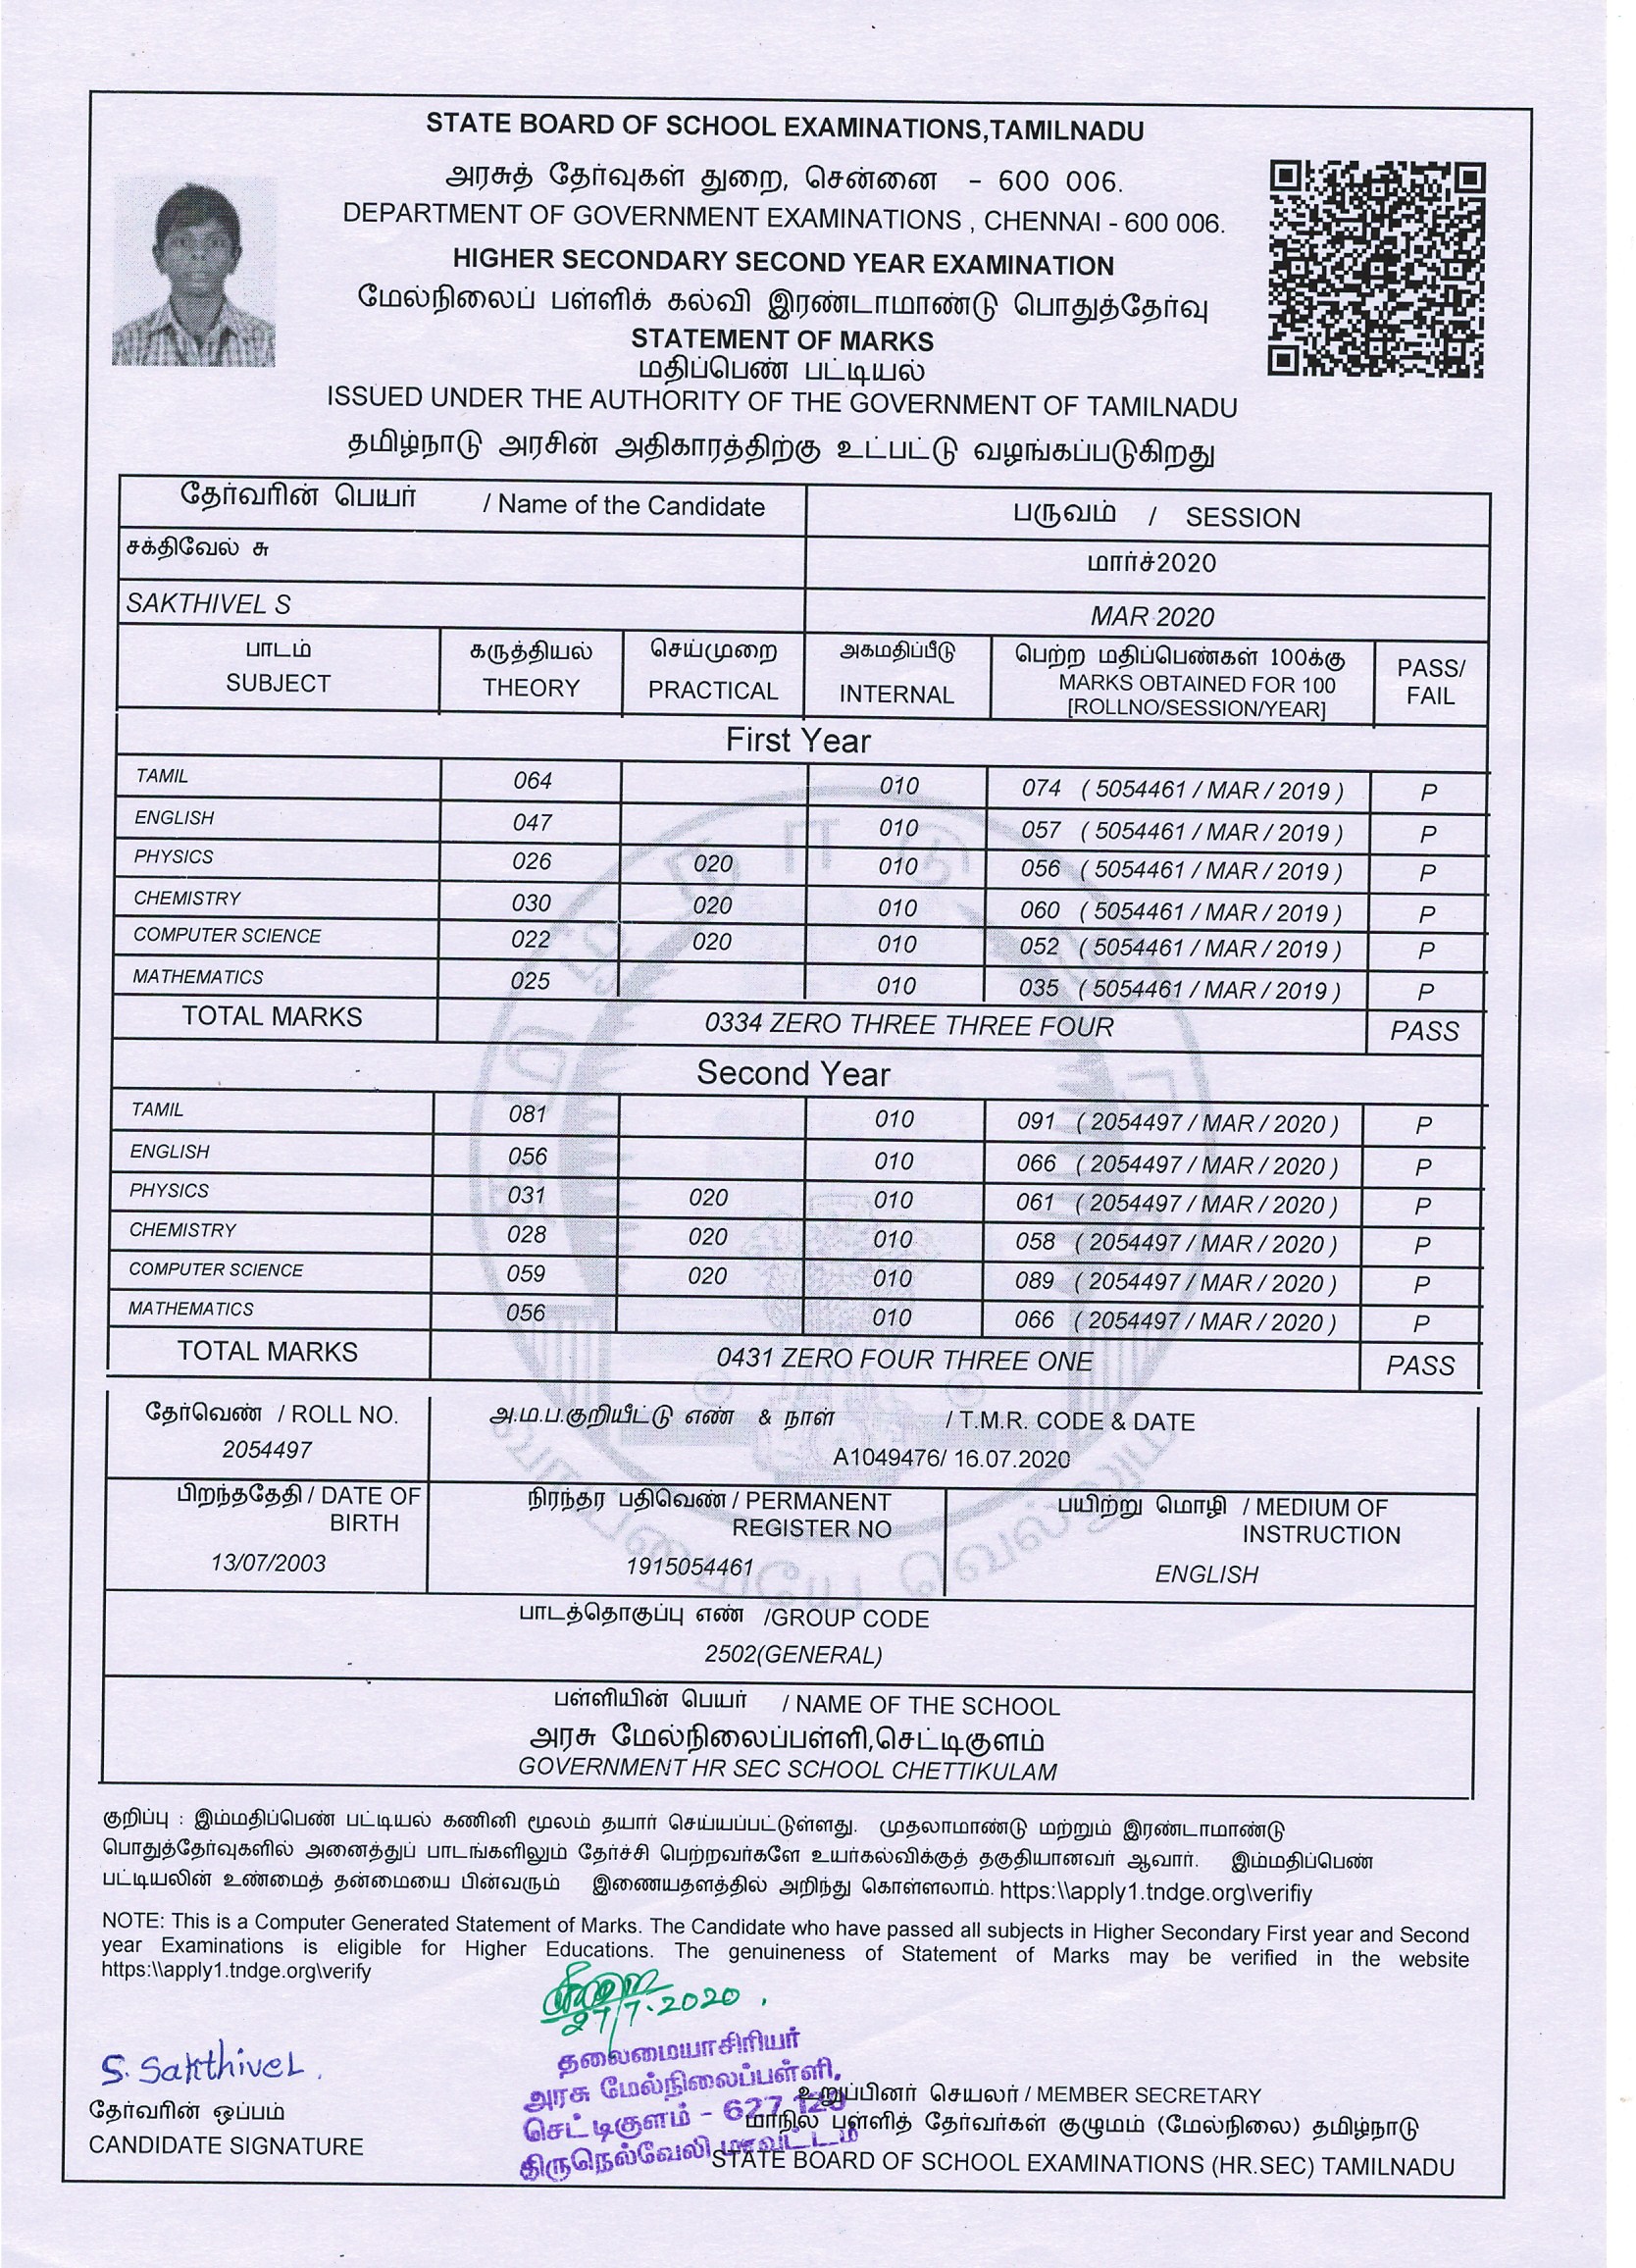 STATE BOARD OF SCHOOL EXAMINATIONS,TAMILNADU
அரசுத் தேர்வுகள் துறை, சென்னை - 600 006.
DEPARTMENT OF GOVERNMENT EXAMINATIONS , CHENNAI - 600 006.
HIGHER SECONDARY SECOND YEAR EXAMINATION
மேல்நிலைப் பள்ளிக் கல்வி இரண்டாமாண்டு பொதுத்தேர்வு
STATEMENT OF MARKS
மதிப்பெண் பட்டியல்
ISSUED UNDER THE AUTHORITY OF THE GOVERNMENT OF TAMILNADU
தமிழ்நாடு அரசின் அதிகாரத்திற்கு உட்பட்டு வழங்கப்படுகிறது
தேர்வரின் பெயர் / Name of the Candidate பருவம் / SESSION
சக்திவேல் சு மார்ச்2020
SAKTHIVEL S MAR 2020
பாடம் கருத்தியல் செய்முறை அகமதிப்பீடு பெற்ற மதிப்பெண்கள் 100க்கு PASS/
SUBJECT THEORY PRACTICAL INTERNAL MARKS OBTAINED FOR 100 FAIL
[ROLLNO/SESSION/YEAR]
First Year
TAMIL 064 010 074 ( 5054461 / MAR / 2019 ) P
ENGLISH 047 010 057 ( 5054461 / MAR / 2019 ) P
PHYSICS 026 020 010 056 ( 5054461 / MAR / 2019 ) P
CHEMISTRY 030 020 010 060 ( 5054461 / MAR / 2019 ) P
COMPUTER SCIENCE 022 020 010 052 ( 5054461 / MAR / 2019 ) P
MATHEMATICS 025 010 035 ( 5054461 / MAR / 2019 ) P
TOTAL MARKS 0334 ZERO THREE THREE FOUR PASS
Second Year
TAMIL 081 010 091 ( 2054497 / MAR / 2020 ) P
ENGLISH 056 010 066 ( 2054497 / MAR / 2020 ) P
PHYSICS 031 020 010 061 ( 2054497 / MAR / 2020 ) P
CHEMISTRY 028 020 010 058 ( 2054497 / MAR / 2020 ) P
COMPUTER SCIENCE 059 020 010 089 ( 2054497 / MAR / 2020 ) P
MATHEMATICS 056 010 066 ( 2054497 / MAR / 2020 ) P
TOTAL MARKS 0431 ZERO FOUR THREE ONE PASS
தேர்வெண் / ROLL NO. அ.ம.ப.குறியீட்டு எண் & நாள் / T.M.R. CODE & DATE
2054497 A1049476/ 16.07.2020
பிறந்ததேதி / DATE OF நிரந்தர பதிவெண் / PERMANENT பயிற்று மொழி / MEDIUM OF
BIRTH REGISTER NO INSTRUCTION
13/07/2003 1915054461 ENGLISH
பாடத்தொகுப்பு எண் /GROUP CODE
2502(GENERAL)
பள்ளியின் பெயர் / NAME OF THE SCHOOL
அரசு மேல்நிலைப்பள்ளி,செட்டிகுளம்
GOVERNMENT HR SEC SCHOOL CHETTIKULAM
குறிப்பு : இம்மதிப்பெண் பட்டியல் கணினி மூலம் தயார் செய்யப்பட்டுள்ளது. முதலாமாண்டு மற்றும் இரண்டாமாண்டு
பொதுத்தேர்வுகளில் அனைத்துப் பாடங்களிலும் தேர்ச்சி பெற்றவர்களே உயர்கல்விக்குத் தகுதியானவர் ஆவார். இம்மதிப்பெண்
பட்டியலின் உண்மைத் தன்மையை பின்வரும் இணையதளத்தில் அறிந்து கொள்ளலாம். https:\\apply1.tndge.org\verifiy
NOTE: This is a Computer Generated Statement of Marks. The Candidate who have passed all subjects in Higher Secondary First year and Second
year Examinations is eligible for Higher Educations. The genuineness of Statement of Marks may be verified in the website
https:\\apply1.tndge.org\verify
27/7.2020.
S. Sakthivel.
தேர்வரின் ஒப்பம்
CANDIDATE SIGNATURE
தலைமையாசிரியர்
அரசு மேல்நிலைப்பள்ளி,
செட்டிகுளம் - 627 120
திருநெல்வேலி மாவட்டம்
உறுப்பினர் செயலர் / MEMBER SECRETARY
மாநில பள்ளித் தேர்வர்கள் குழுமம் (மேல்நிலை) தமிழ்நாடு
STATE BOARD OF SCHOOL EXAMINATIONS (HR.SEC) TAMILNADU